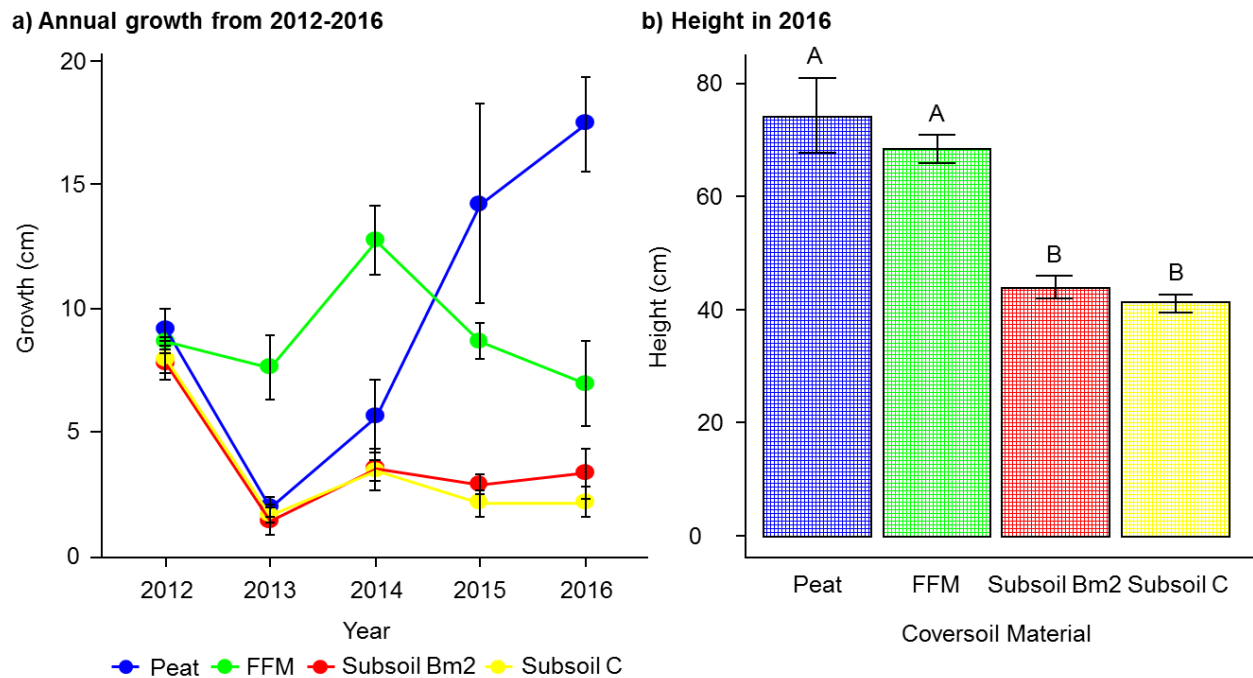 a) Annual growth from 2012-2016
20
15
10
5
0
Growth (cm)
2012 2013 2014 2015 2016
Year
Peat FFM Subsoil Bm2 Subsoil C
b) Height in 2016
80
60
40
20
0
Height (cm)
A
A
B
B
Peat FFM Subsoil Bm2 Subsoil C
Coversoil Material